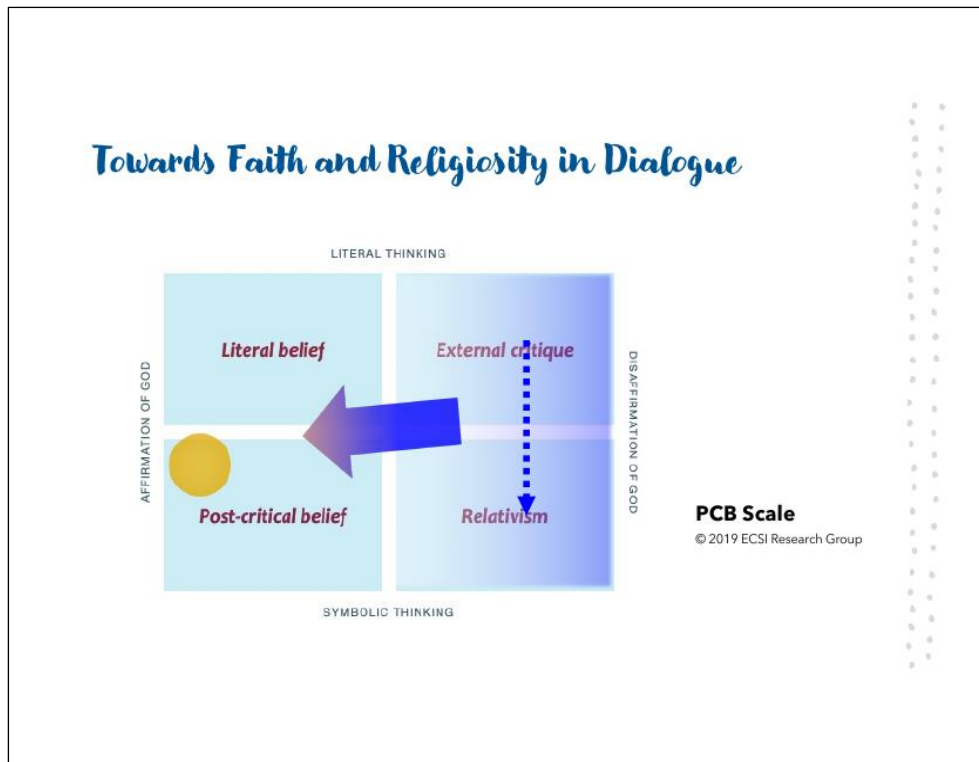 Towards Faith and Religiosity in Dialogue
LITERAL THINKING
Literal belief
External critique
AFFIRMATION OF GOD
DISAFFIRMATION OF GOD
Post-critical belief
Relativism
PCB Scale
© 2019 ECSI Research Group
SYMBOLIC THINKING